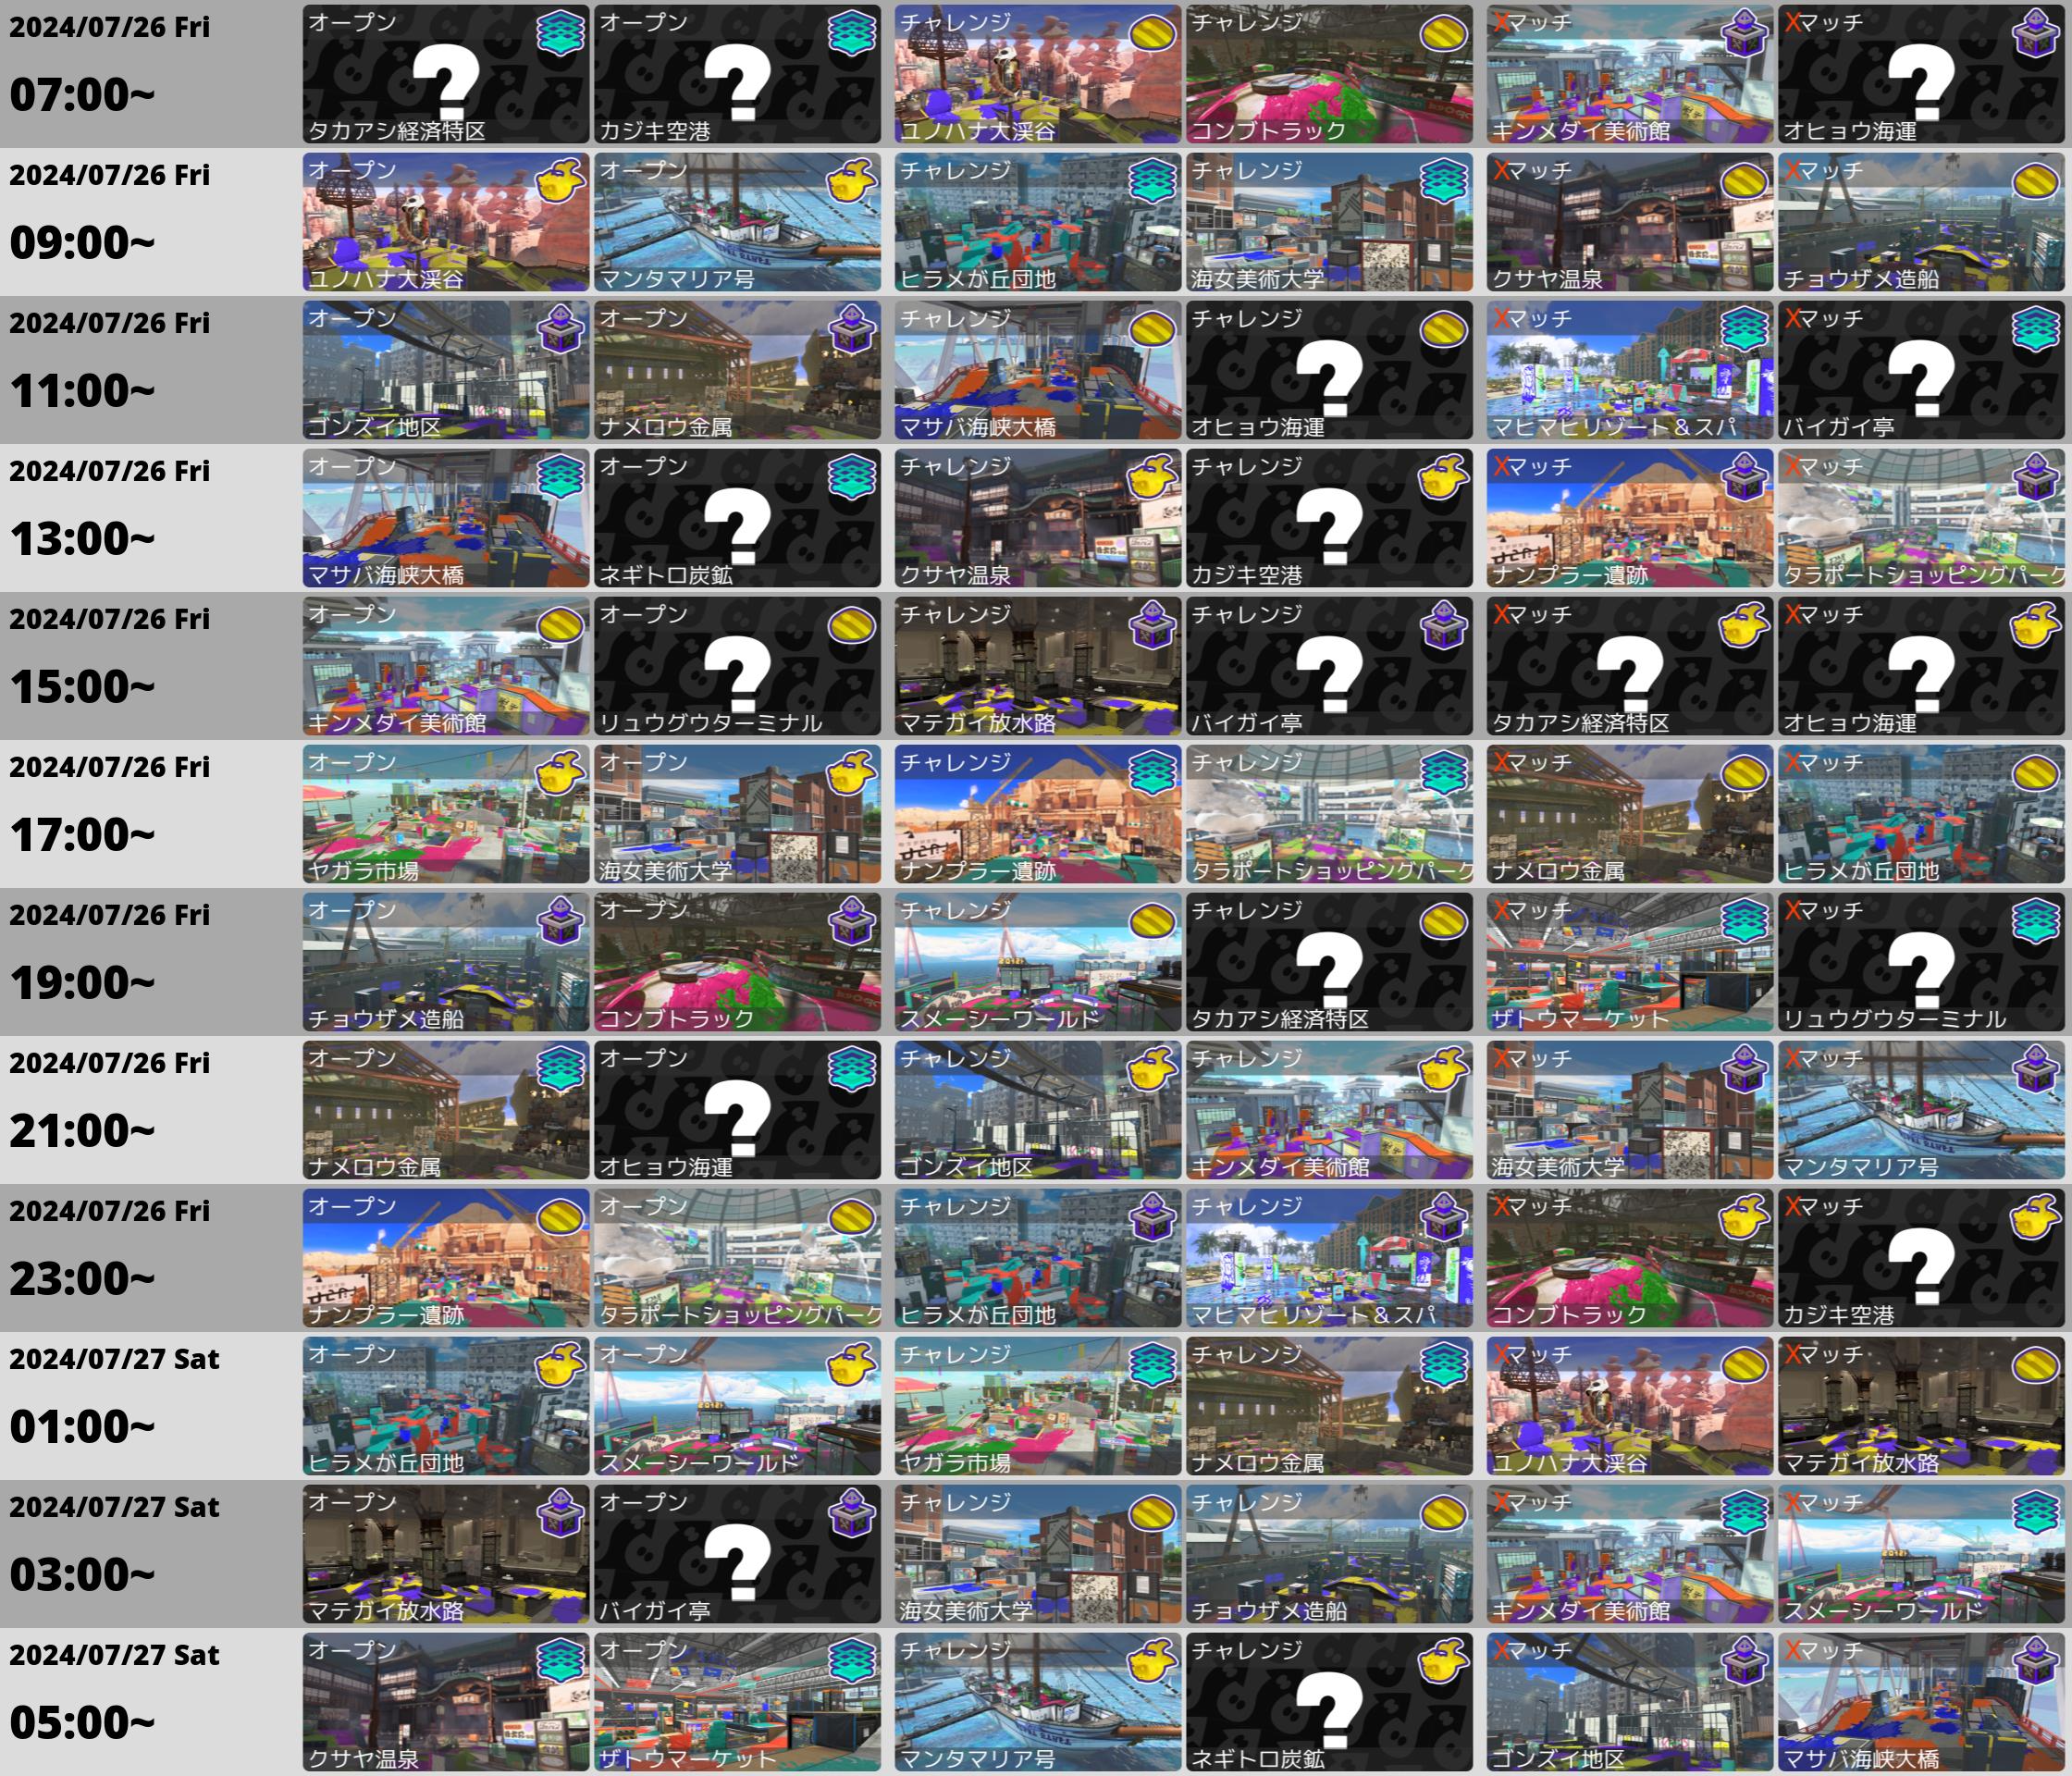 2024/07/26 Fri
07:00~
オープン
タカアシ経済特区
オープン
カジキ空港
チャレンジ
ユノハナ大渓谷
チャレンジ
コンブトラック
Xマッチ
キンメダイ美術館
Xマッチ
オヒョウ海運
2024/07/26 Fri
09:00~
オープン
ユノハナ大渓谷
オープン
マンタマリア号
チャレンジ
ヒラメが丘団地
チャレンジ
海女美術大学
Xマッチ
クサヤ温泉
Xマッチ
チョウザメ造船
2024/07/26 Fri
11:00~
オープン
ゴンズイ地区
オープン
ナメロウ金属
チャレンジ
マサバ海峡大橋
チャレンジ
オヒョウ海運
Xマッチ
マヒマヒリゾート＆スパ
Xマッチ
バイガイ亭
2024/07/26 Fri
13:00~
オープン
マサバ海峡大橋
オープン
ネギトロ炭鉱
チャレンジ
クサヤ温泉
チャレンジ
カジキ空港
Xマッチ
ナンプラー遺跡
Xマッチ
タラポートショッピングパーク
2024/07/26 Fri
15:00~
オープン
キンメダイ美術館
オープン
リュウグウターミナル
チャレンジ
マテガイ放水路
チャレンジ
バイガイ亭
Xマッチ
タカアシ経済特区
Xマッチ
オヒョウ海運
2024/07/26 Fri
17:00~
オープン
ヤガラ市場
オープン
海女美術大学
チャレンジ
ナンプラー遺跡
チャレンジ
タラポートショッピングパーク
Xマッチ
ナメロウ金属
Xマッチ
ヒラメが丘団地
2024/07/26 Fri
19:00~
オープン
チョウザメ造船
オープン
コンブトラック
チャレンジ
スメーシーワールド
チャレンジ
タカアシ経済特区
Xマッチ
ザトウマーケット
Xマッチ
リュウグウターミナル
2024/07/26 Fri
21:00~
オープン
ナメロウ金属
オープン
オヒョウ海運
チャレンジ
ゴンズイ地区
チャレンジ
キンメダイ美術館
Xマッチ
海女美術大学
Xマッチ
マンタマリア号
2024/07/26 Fri
23:00~
オープン
ナンプラー遺跡
オープン
タラポートショッピングパーク
チャレンジ
ヒラメが丘団地
チャレンジ
マヒマヒリゾート＆スパ
Xマッチ
コンブトラック
Xマッチ
カジキ空港
2024/07/27 Sat
01:00~
オープン
ヒラメが丘団地
オープン
スメーシーワールド
チャレンジ
ヤガラ市場
チャレンジ
ナメロウ金属
Xマッチ
ユノハナ大渓谷
Xマッチ
マテガイ放水路
2024/07/27 Sat
03:00~
オープン
マテガイ放水路
オープン
バイガイ亭
チャレンジ
海女美術大学
チャレンジ
チョウザメ造船
Xマッチ
キンメダイ美術館
Xマッチ
スメーシーワールド
2024/07/27 Sat
05:00~
オープン
クサヤ温泉
オープン
ザトウマーケット
チャレンジ
マンタマリア号
チャレンジ
ネギトロ炭鉱
Xマッチ
ゴンズイ地区
Xマッチ
マサバ海峡大橋